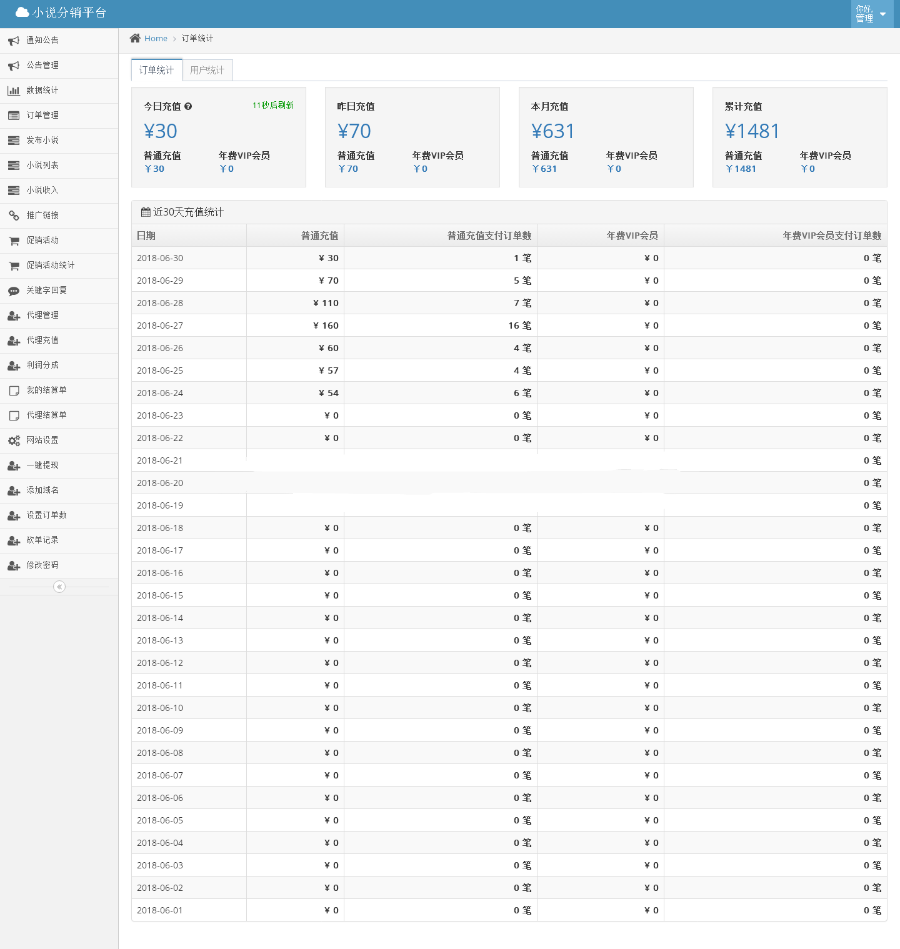 小说分销平台
你好,
管理
通知公告
公告管理
数据统计
订单管理
发布小说
小说列表
小说收入
推广链接
促销活动
促销活动统计
关键字回复
代理管理
代理充值
利润分成
我的结算单
代理结算单
网站设置
一键提现
添加域名
设置订单数
砍单记录
修改密码
Home > 订单统计
订单统计 用户统计
今日充值 11秒后刷新
¥30
普通充值 年费VIP会员
¥30 ¥0
昨日充值
¥70
普通充值 年费VIP会员
¥70 ¥0
本月充值
¥631
普通充值 年费VIP会员
¥631 ¥0
累计充值
¥1481
普通充值 年费VIP会员
¥1481 ¥0
近30天充值统计
日期 普通充值 普通充值支付订单数 年费VIP会员 年费VIP会员支付订单数
2018-06-30 ¥ 30 1 笔 ¥ 0 0 笔
2018-06-29 ¥ 70 5 笔 ¥ 0 0 笔
2018-06-28 ¥ 110 7 笔 ¥ 0 0 笔
2018-06-27 ¥ 160 16 笔 ¥ 0 0 笔
2018-06-26 ¥ 60 4 笔 ¥ 0 0 笔
2018-06-25 ¥ 57 4 笔 ¥ 0 0 笔
2018-06-24 ¥ 54 6 笔 ¥ 0 0 笔
2018-06-23 ¥ 0 0 笔 ¥ 0 0 笔
2018-06-22 ¥ 0 0 笔 ¥ 0 0 笔
2018-06-21 0 笔
2018-06-20 0 笔
2018-06-19 0 笔
2018-06-18 ¥ 0 0 笔 ¥ 0 0 笔
2018-06-17 ¥ 0 0 笔 ¥ 0 0 笔
2018-06-16 ¥ 0 0 笔 ¥ 0 0 笔
2018-06-15 ¥ 0 0 笔 ¥ 0 0 笔
2018-06-14 ¥ 0 0 笔 ¥ 0 0 笔
2018-06-13 ¥ 0 0 笔 ¥ 0 0 笔
2018-06-12 ¥ 0 0 笔 ¥ 0 0 笔
2018-06-11 ¥ 0 0 笔 ¥ 0 0 笔
2018-06-10 ¥ 0 0 笔 ¥ 0 0 笔
2018-06-09 ¥ 0 0 笔 ¥ 0 0 笔
2018-06-08 ¥ 0 0 笔 ¥ 0 0 笔
2018-06-07 ¥ 0 0 笔 ¥ 0 0 笔
2018-06-06 ¥ 0 0 笔 ¥ 0 0 笔
2018-06-05 ¥ 0 0 笔 ¥ 0 0 笔
2018-06-04 ¥ 0 0 笔 ¥ 0 0 笔
2018-06-03 ¥ 0 0 笔 ¥ 0 0 笔
2018-06-02 ¥ 0 0 笔 ¥ 0 0 笔
2018-06-01 ¥ 0 0 笔 ¥ 0 0 笔